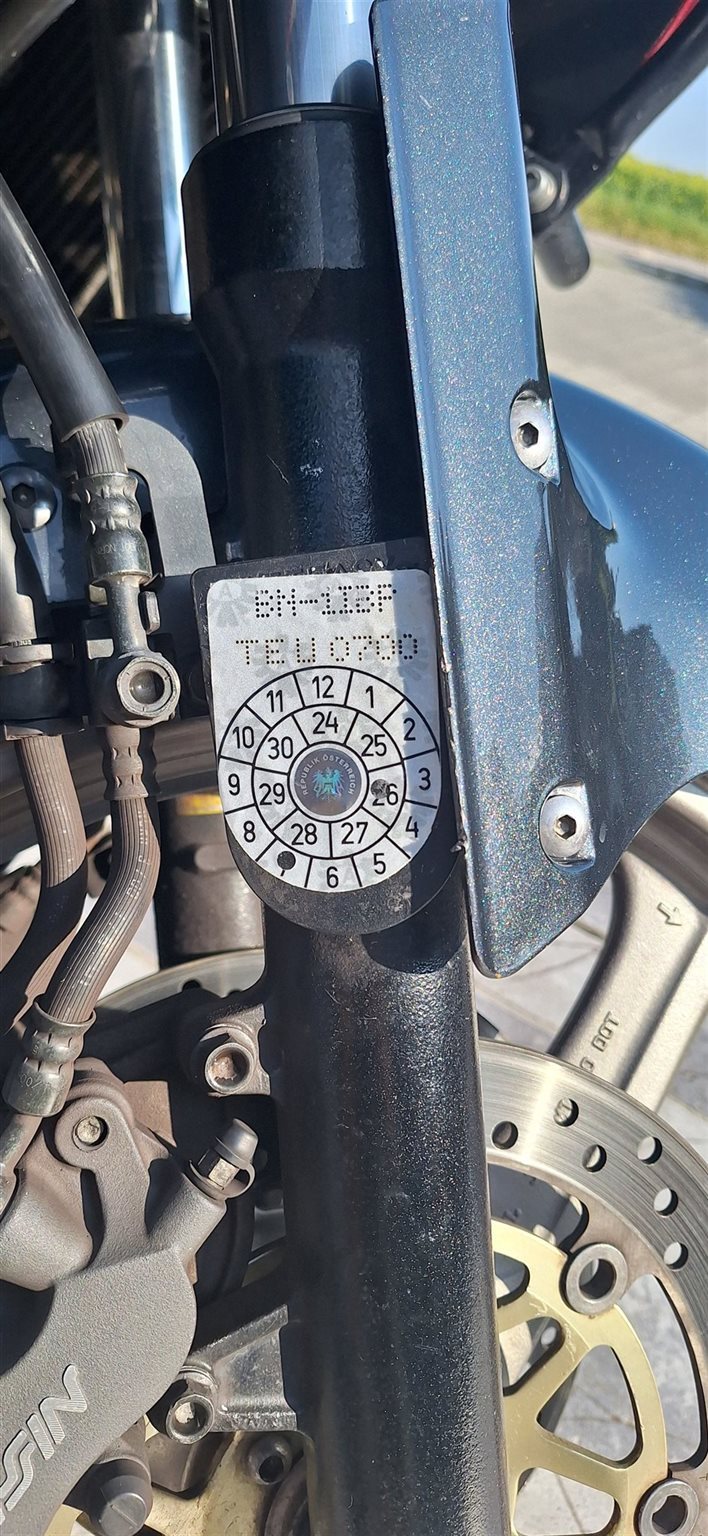 BN-113F
TEU 0700
11 12 1
10 24 2
30 25
REPUBLIK ÖSTERREICH
9 29 26 3
8 28 27 4
6 5
DOT
NISSIN